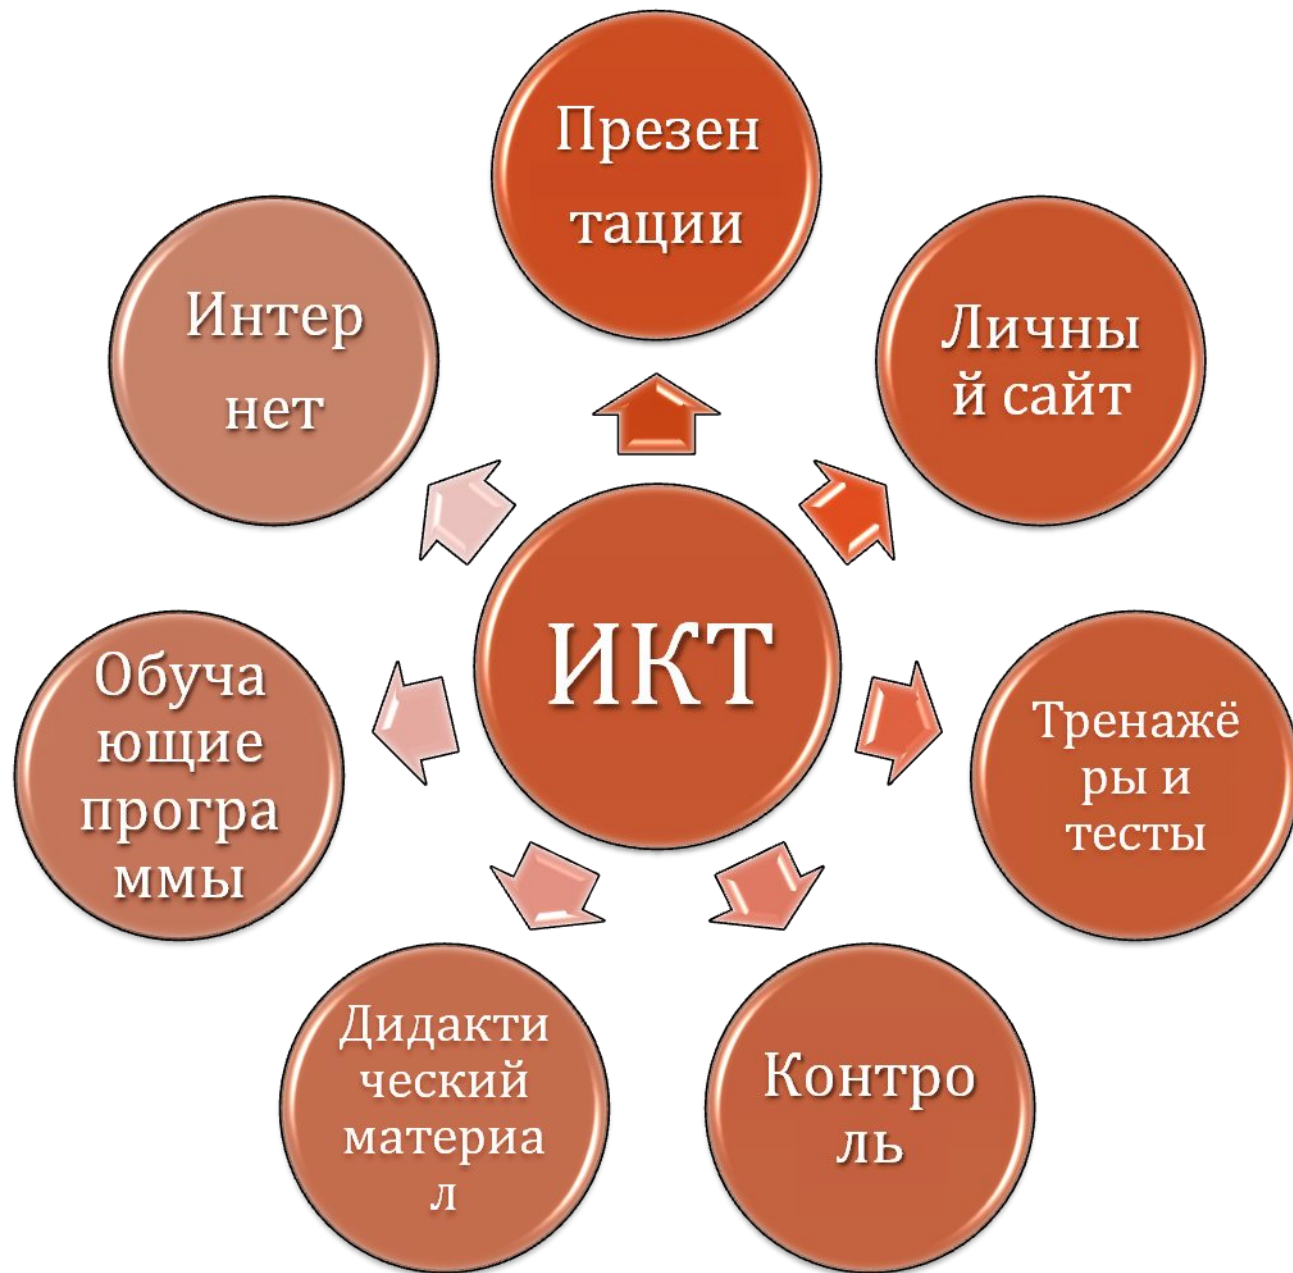 Презен
тации
Личны
й сайт
Тренажё
ры и
тесты
Контро
ль
Дидакти
ческий
материа
л
Обуча
ющие
програ
ммы
Интер
нет
ИКТ